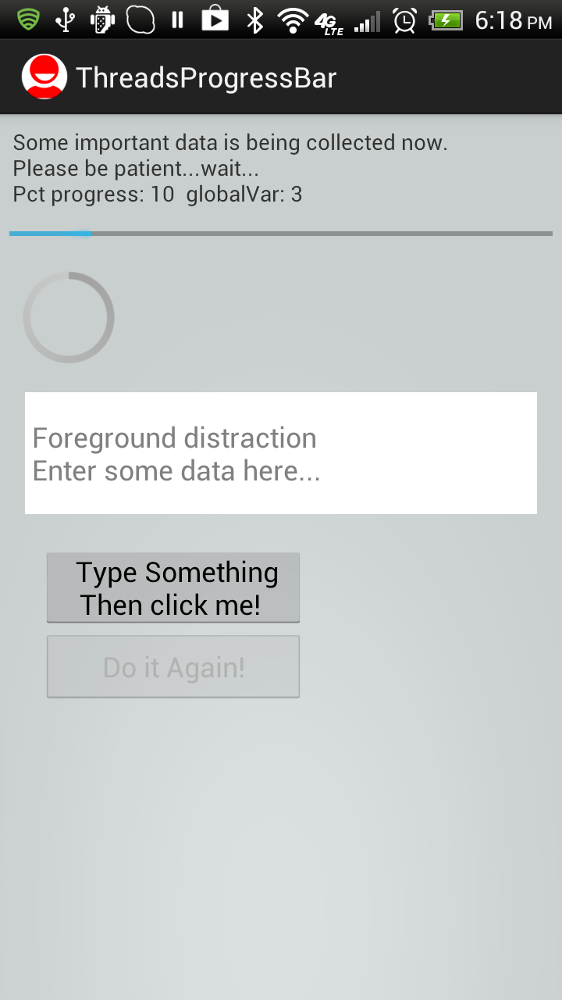 4G LTE 6:18 PM
ThreadsProgressBar
Some important data is being collected now.
Please be patient...wait...
Pct progress: 10  globalVar: 3
Foreground distraction
Enter some data here...
Type Something
Then click me!
Do it Again!